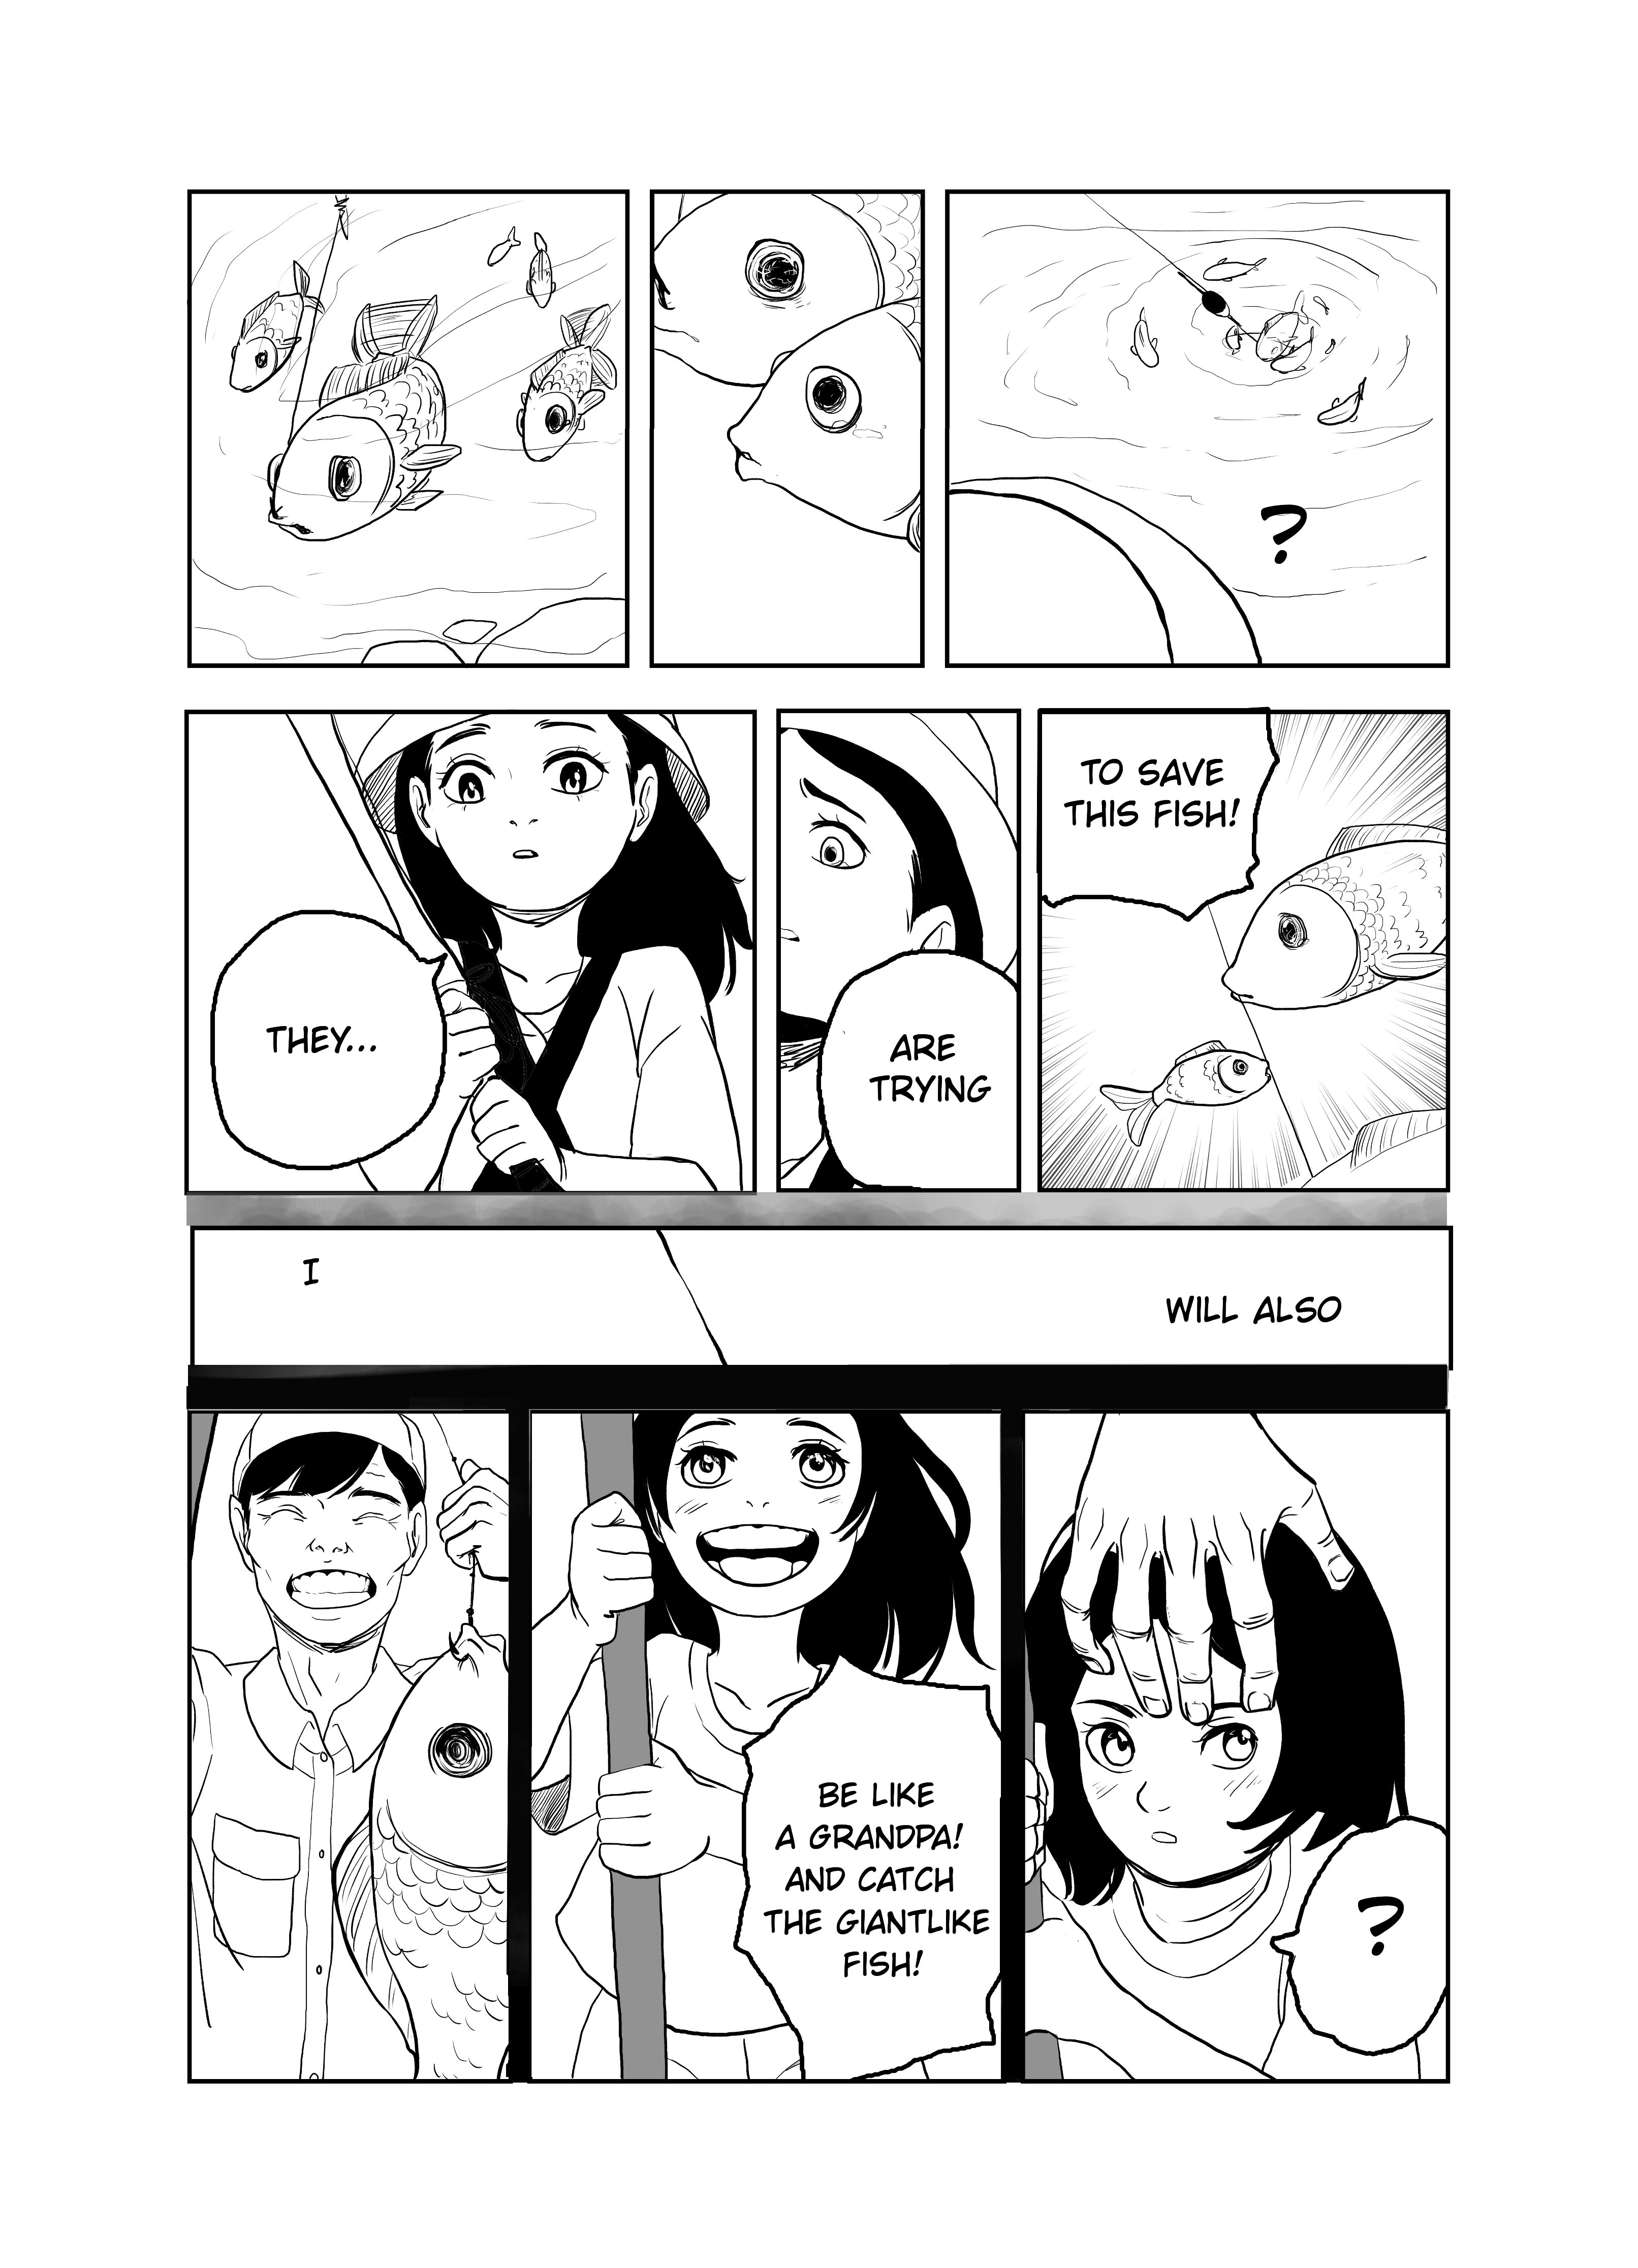 ?
THEY...
ARE
TRYING
TO SAVE
THIS FISH!
I
WILL ALSO
BE LIKE
A GRANDPA!
AND CATCH
THE GIANTLIKE
FISH!
?